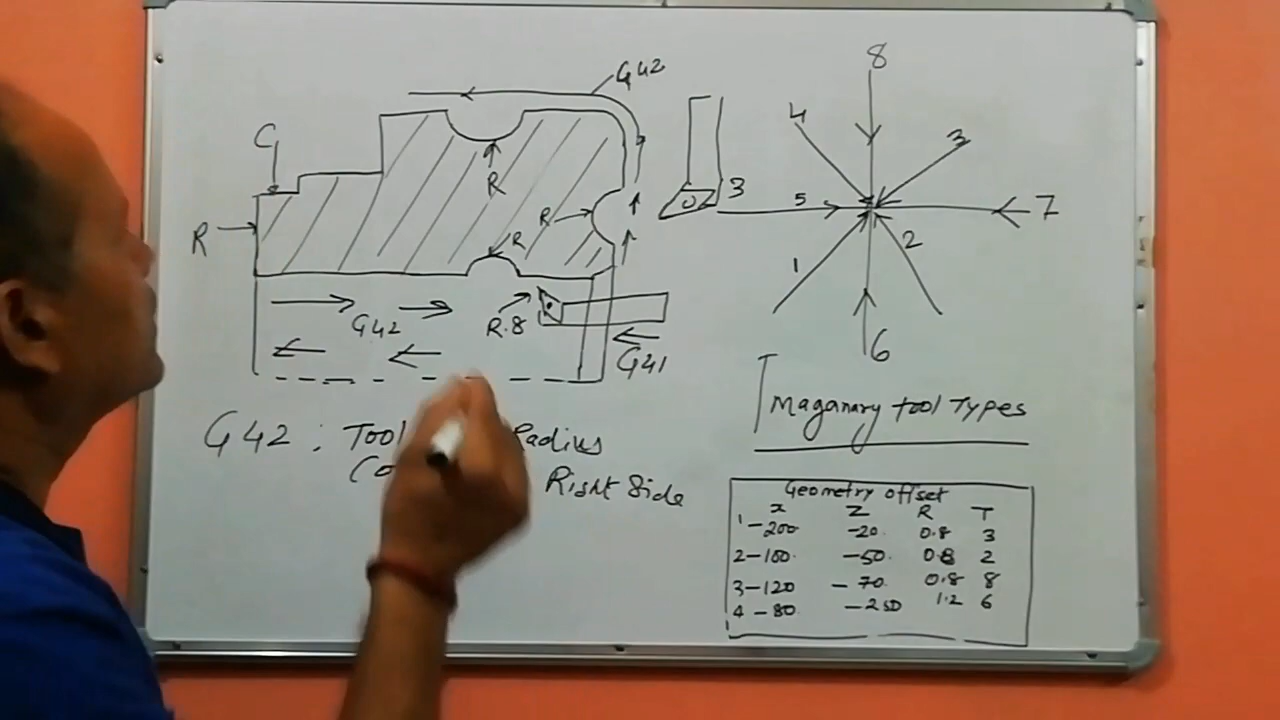 G42
8
C
4
3
R
3
5
7
R
R
R
1
2
G42
R.8
G41
6
Imaganary tool Types
G42 : Tool Radius
Right Side
Geometry offset
x Z R T
1 -200 -20. 0.8 3
2 -100. -50. 0.8 2
3 -120 -70. 0.8 8
4 -80. -250 1.2 6